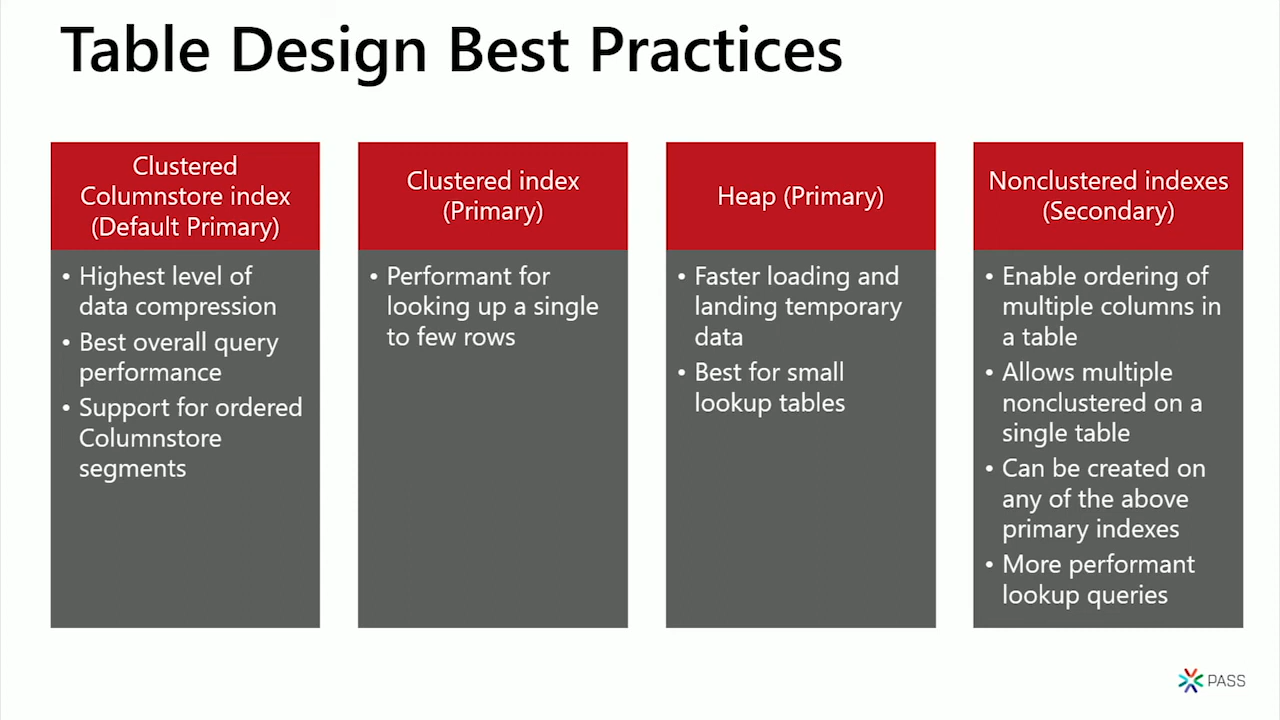 Table Design Best Practices
Clustered
Columnstore index
(Default Primary)
• Highest level of
data compression
• Best overall query
performance
• Support for ordered
Columnstore
segments
Clustered index
(Primary)
• Performant for
looking up a single
to few rows
Heap (Primary)
• Faster loading and
landing temporary
data
• Best for small
lookup tables
Nonclustered indexes
(Secondary)
• Enable ordering of
multiple columns in
a table
• Allows multiple
nonclustered on a
single table
• Can be created on
any of the above
primary indexes
• More performant
lookup queries
PASS